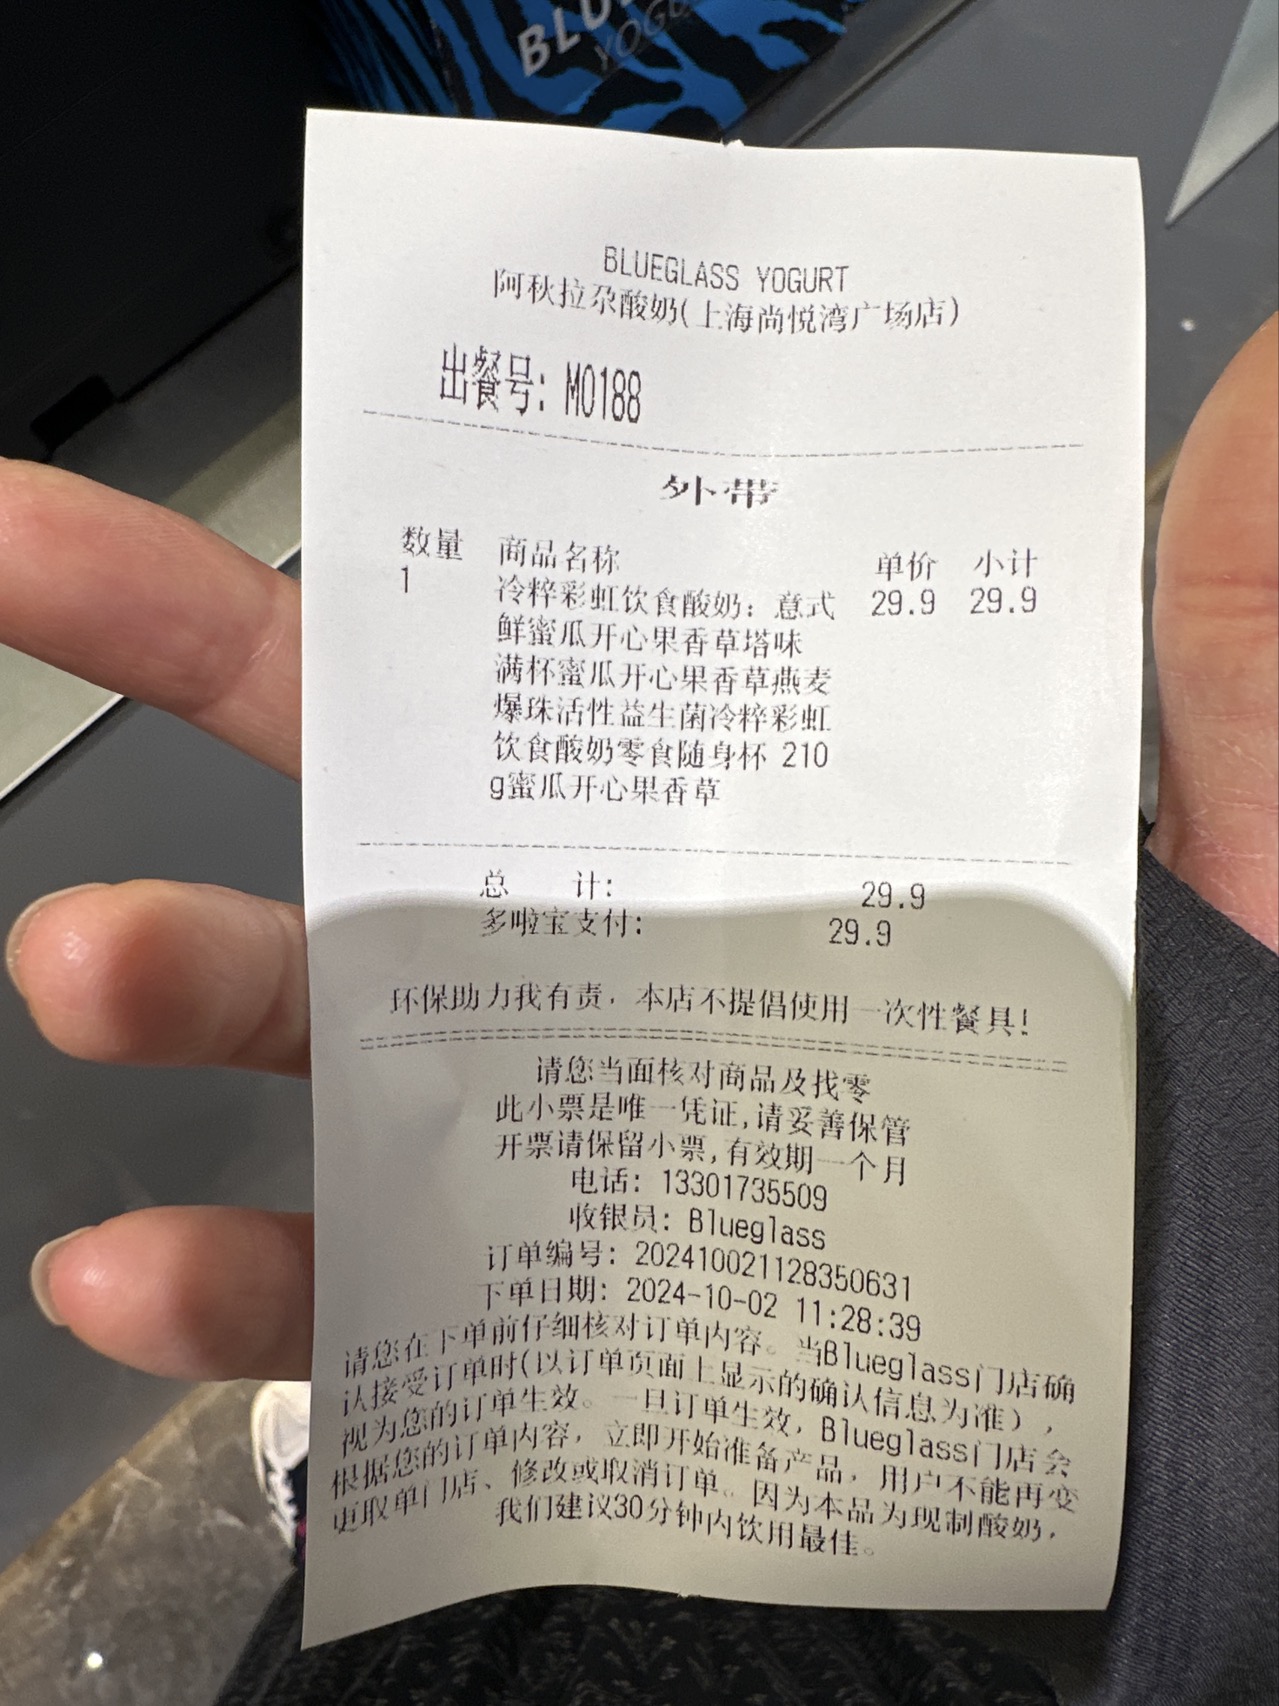 BLUE
YOGU
BLUEGLASS YOGURT
阿秋拉尕酸奶(上海尚悦湾广场店)
出餐号: M0188
外带
数量 商品名称 单价 小计
1 冷粹彩虹饮食酸奶: 意式 29.9 29.9
鲜蜜瓜开心果香草塔味
满杯蜜瓜开心果香草燕麦
爆珠活性益生菌冷粹彩虹
饮食酸奶零食随身杯 210
g蜜瓜开心果香草
总 计: 29.9
多啦宝支付: 29.9
环保助力我有责，本店不提倡使用一次性餐具!
请您当面核对商品及找零
此小票是唯一凭证,请妥善保管
开票请保留小票,有效期一个月
电话: 13301735509
收银员: Blueglass
订单编号: 202410021128350631
下单日期: 2024-10-02 11:28:39
请您在下单前仔细核对订单内容。当Blueglass门店确
认接受订单时(以订单页面上显示的确认信息为准)，
视为您的订单生效。一旦订单生效，Blueglass门店会
根据您的订单内容，立即开始准备产品，用户不能再变
更取单门店、修改或取消订单。因为本品为现制酸奶，
我们建议30分钟内饮用最佳。